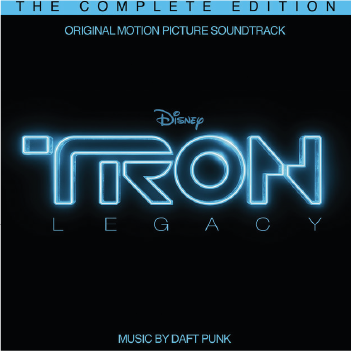 THE COMPLETE EDITION
ORIGINAL MOTION PICTURE SOUNDTRACK
Disney
TRON
LEGACY
MUSIC BY DAFT PUNK